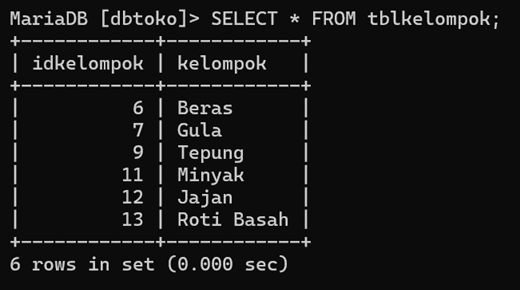 MariaDB [dbtoko]> SELECT * FROM tblkelompok;
+------------+------------+
| idkelompok | kelompok   |
+------------+------------+
|          6 | Beras      |
|          7 | Gula       |
|          9 | Tepung     |
|         11 | Minyak     |
|         12 | Jajan      |
|         13 | Roti Basah |
+------------+------------+
6 rows in set (0.000 sec)